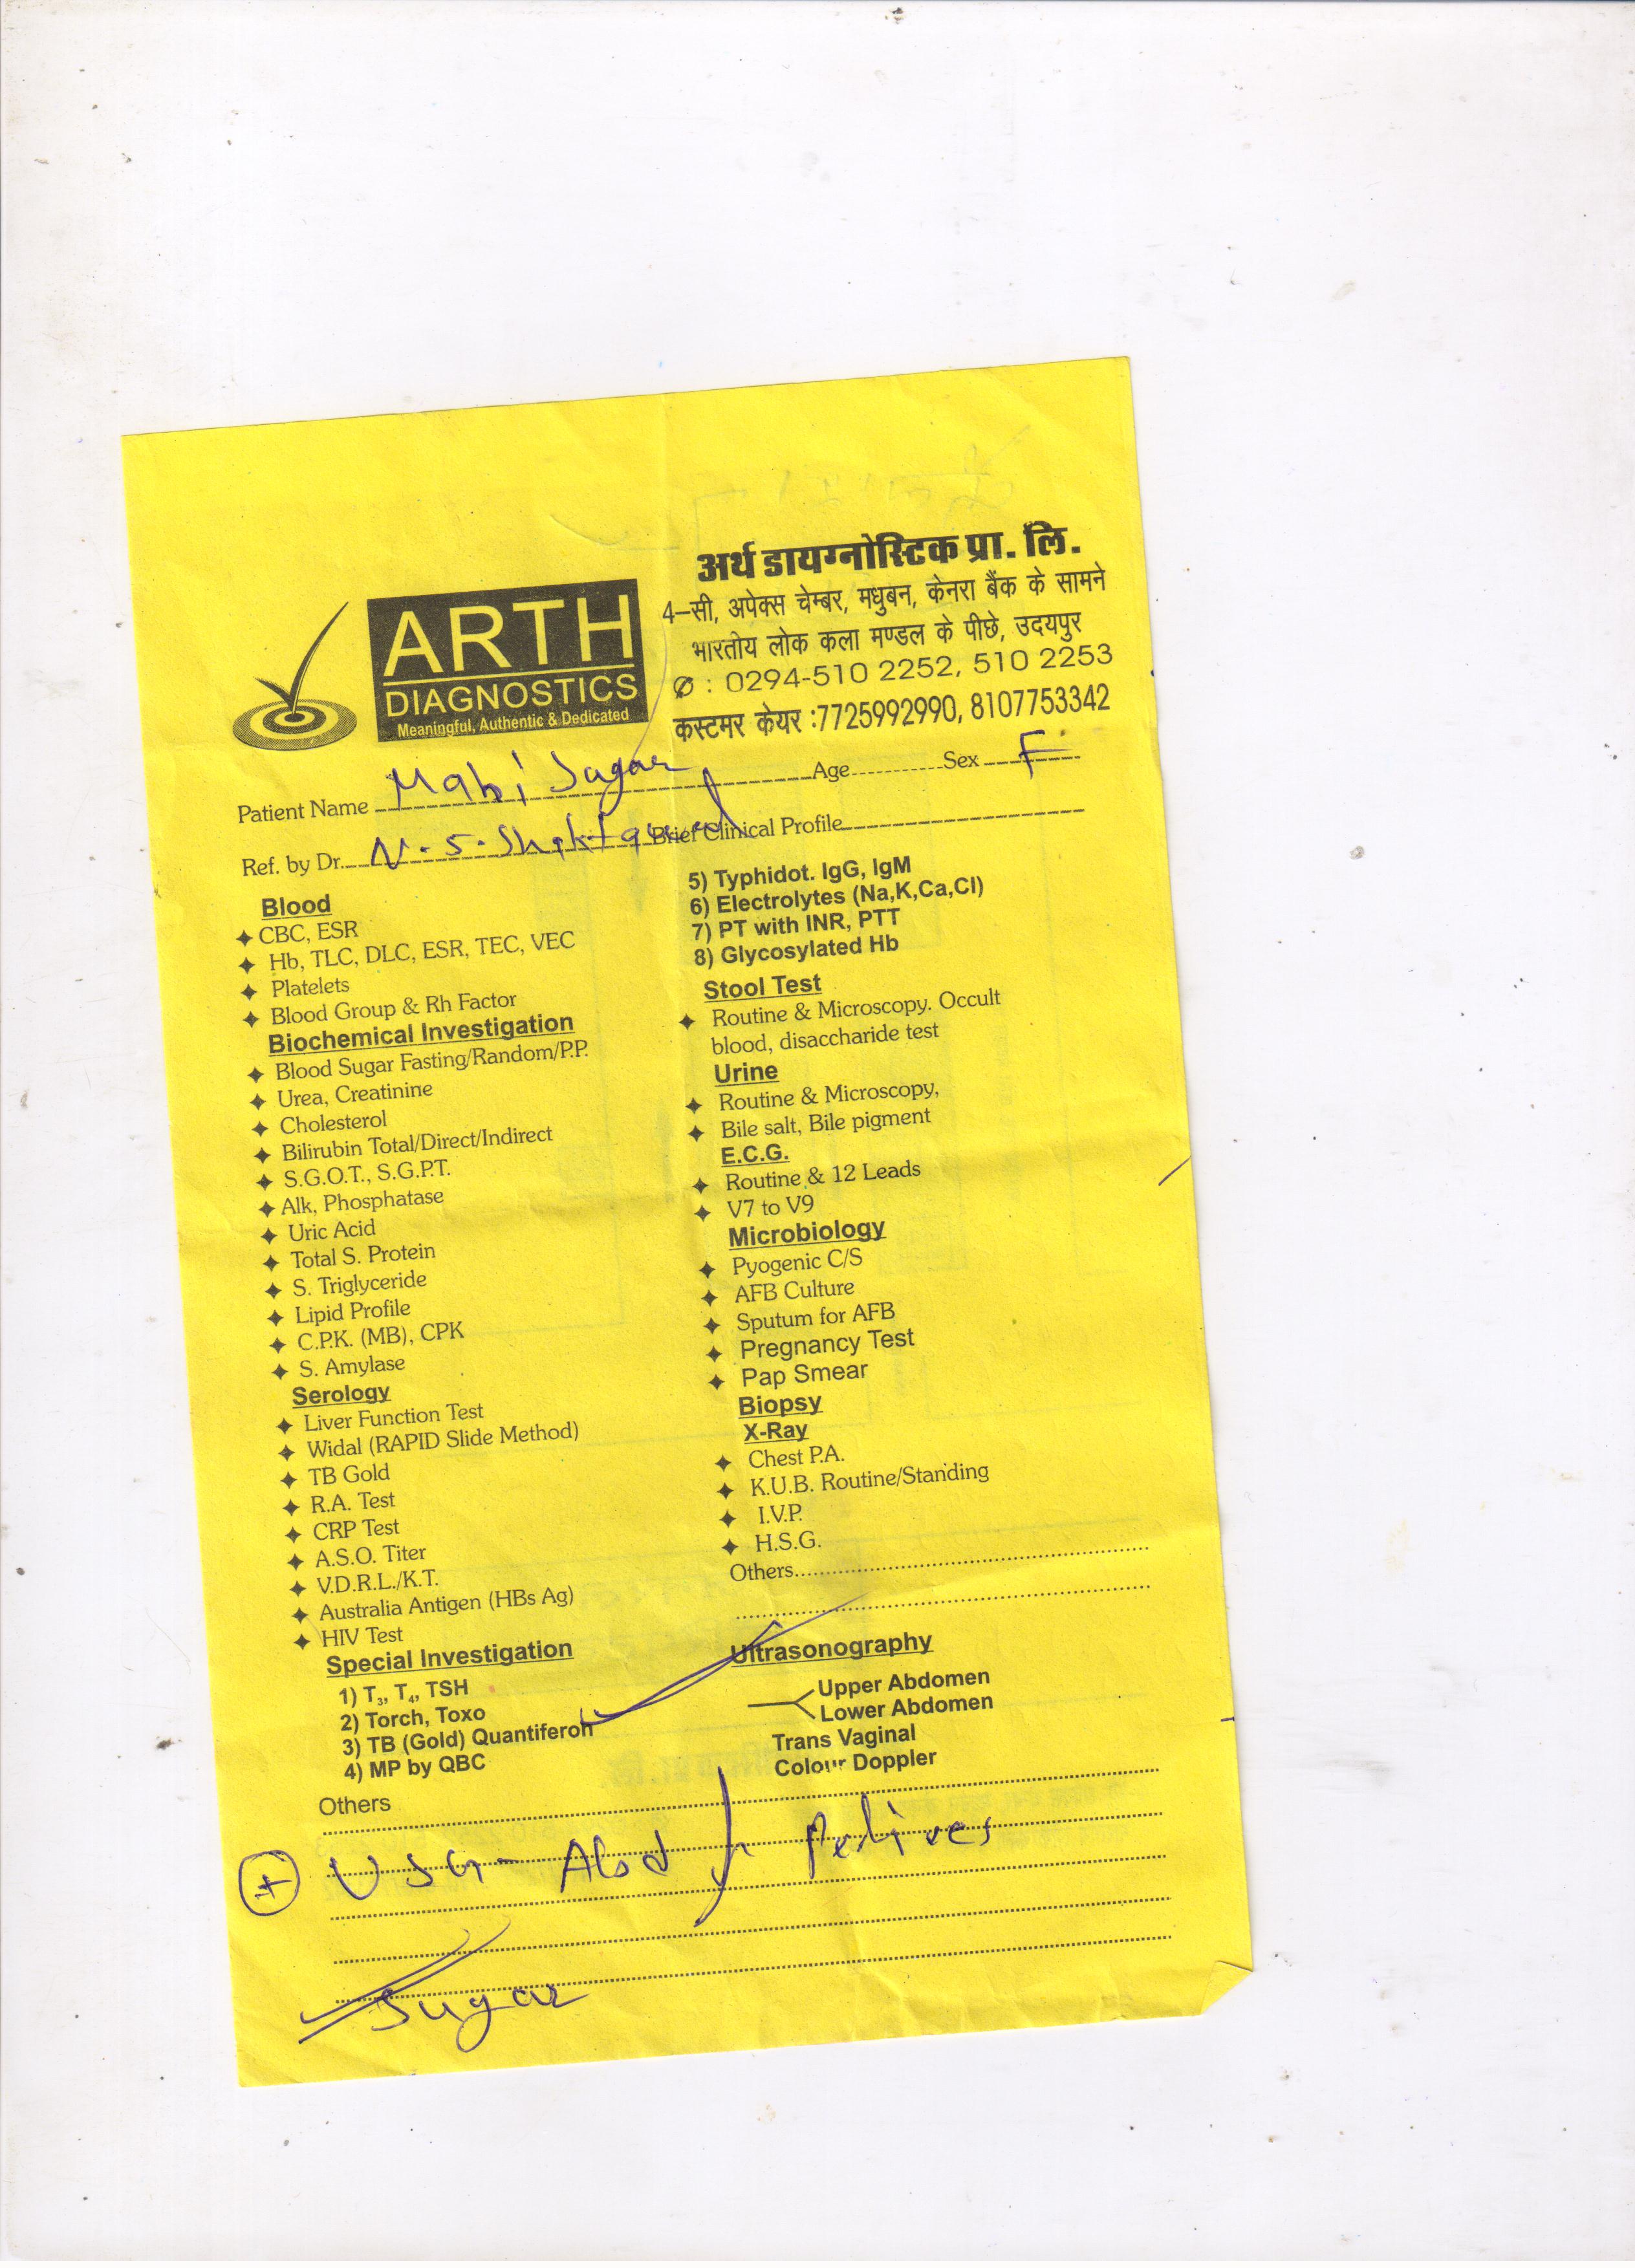 अर्थ डायग्नोस्टिक प्रा. लि.
4–सी, अपेक्स चेम्बर, मधुबन, केनरा बैंक के सामने
भारतीय लोक कला मण्डल के पीछे, उदयपुर
✆ : 0294-510 2252, 510 2253
कस्टमर केयर :7725992990, 8107753342
ARTH
DIAGNOSTICS
Meaningful, Authentic & Dedicated
Patient Name Mahi Sagar Age Sex F
Ref. by Dr. N. S. Brief Clinical Profile
Blood
CBC, ESR
Hb, TLC, DLC, ESR, TEC, VEC
Platelets
Blood Group & Rh Factor
Biochemical Investigation
Blood Sugar Fasting/Random/P.P.
Urea, Creatinine
Cholesterol
Bilirubin Total/Direct/Indirect
S.G.O.T., S.G.P.T.
Alk, Phosphatase
Uric Acid
Total S. Protein
S. Triglyceride
Lipid Profile
C.P.K. (MB), CPK
S. Amylase
Serology
Liver Function Test
Widal (RAPID Slide Method)
TB Gold
R.A. Test
CRP Test
A.S.O. Titer
V.D.R.L./K.T.
Australia Antigen (HBs Ag)
HIV Test
Special Investigation
1) T3, T4, TSH
2) Torch, Toxo
3) TB (Gold) Quantiferon
4) MP by QBC
5) Typhidot. IgG, IgM
6) Electrolytes (Na,K,Ca,Cl)
7) PT with INR, PTT
8) Glycosylated Hb
Stool Test
Routine & Microscopy. Occult
blood, disaccharide test
Urine
Routine & Microscopy,
Bile salt, Bile pigment
E.C.G.
Routine & 12 Leads
V7 to V9
Microbiology
Pyogenic C/S
AFB Culture
Sputum for AFB
Pregnancy Test
Pap Smear
Biopsy
X-Ray
Chest P.A.
K.U.B. Routine/Standing
I.V.P.
H.S.G.
Others
Ultrasonography
Upper Abdomen
Lower Abdomen
Trans Vaginal
Colour Doppler
Others
+ USG - Abd
Sugar